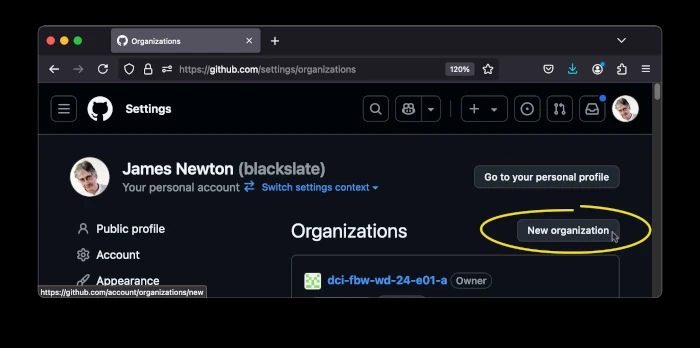 Organizations
https://github.com/settings/organizations 120%
Settings
James Newton (blackslate)
Your personal account Switch settings context
Go to your personal profile
Public profile
Organizations
New organization
Account
Appearance
dci-fbw-wd-24-e01-a Owner
https://github.com/account/organizations/new